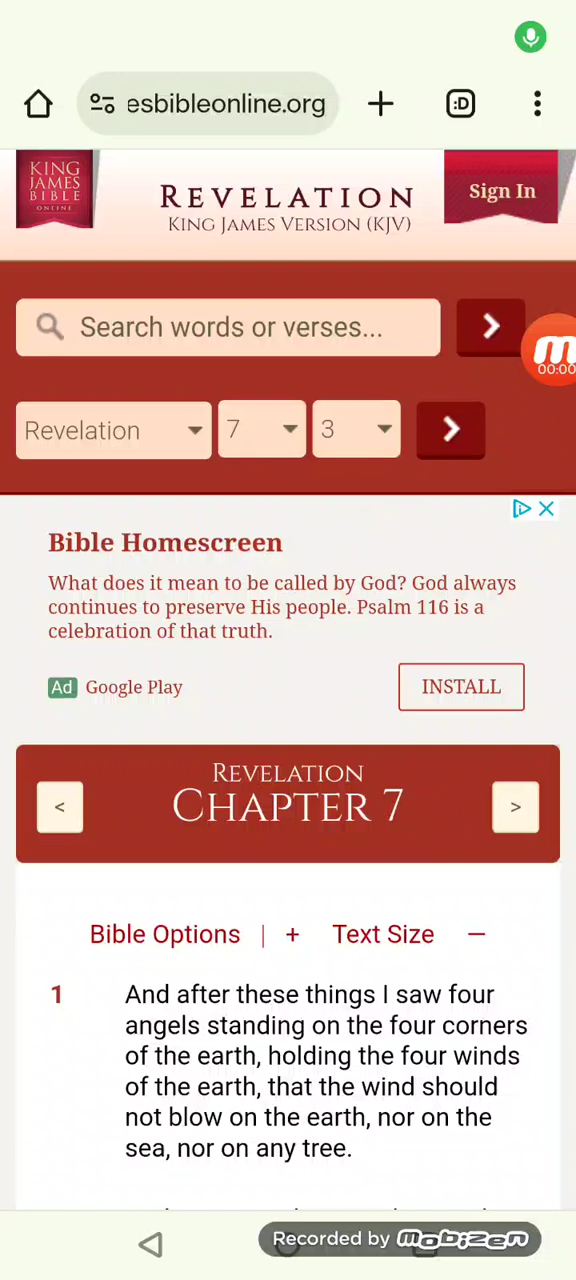 esbibleonline.org
:D
KING
JAMES
BIBLE
ONLINE
REVELATION
KING JAMES VERSION (KJV)
Sign In
Search words or verses...
m
00:00
Revelation
7
3
Bible Homescreen
What does it mean to be called by God? God always
continues to preserve His people. Psalm 116 is a
celebration of that truth.
Ad Google Play
INSTALL
REVELATION
< CHAPTER 7 >
Bible Options | + Text Size —
1 And after these things I saw four
angels standing on the four corners
of the earth, holding the four winds
of the earth, that the wind should
not blow on the earth, nor on the
sea, nor on any tree.
Recorded by mobizen